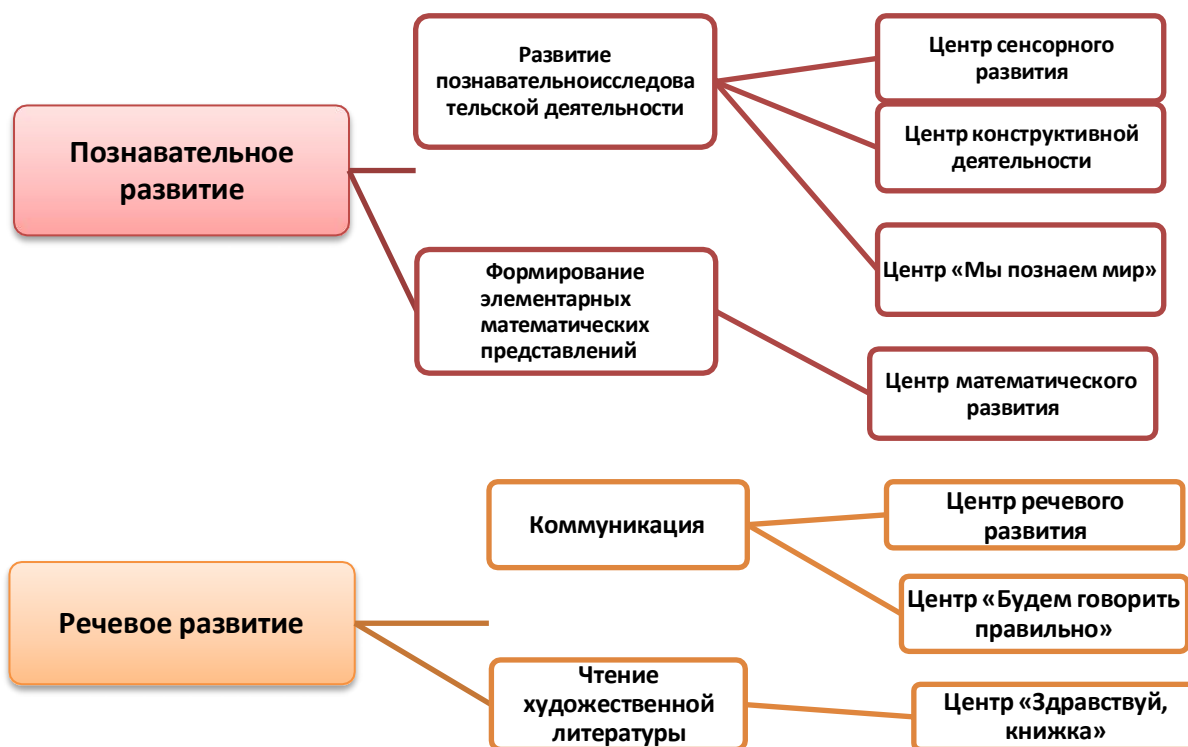 Познавательное
развитие
Развитие
познавательноисследова
тельской деятельности
Центр сенсорного
развития
Центр конструктивной
деятельности
Центр «Мы познаем мир»
Формирование
элементарных
математических
представлений
Центр математического
развития
Речевое развитие
Коммуникация
Центр речевого
развития
Центр «Будем говорить
правильно»
Чтение
художественной
литературы
Центр «Здравствуй,
книжка»